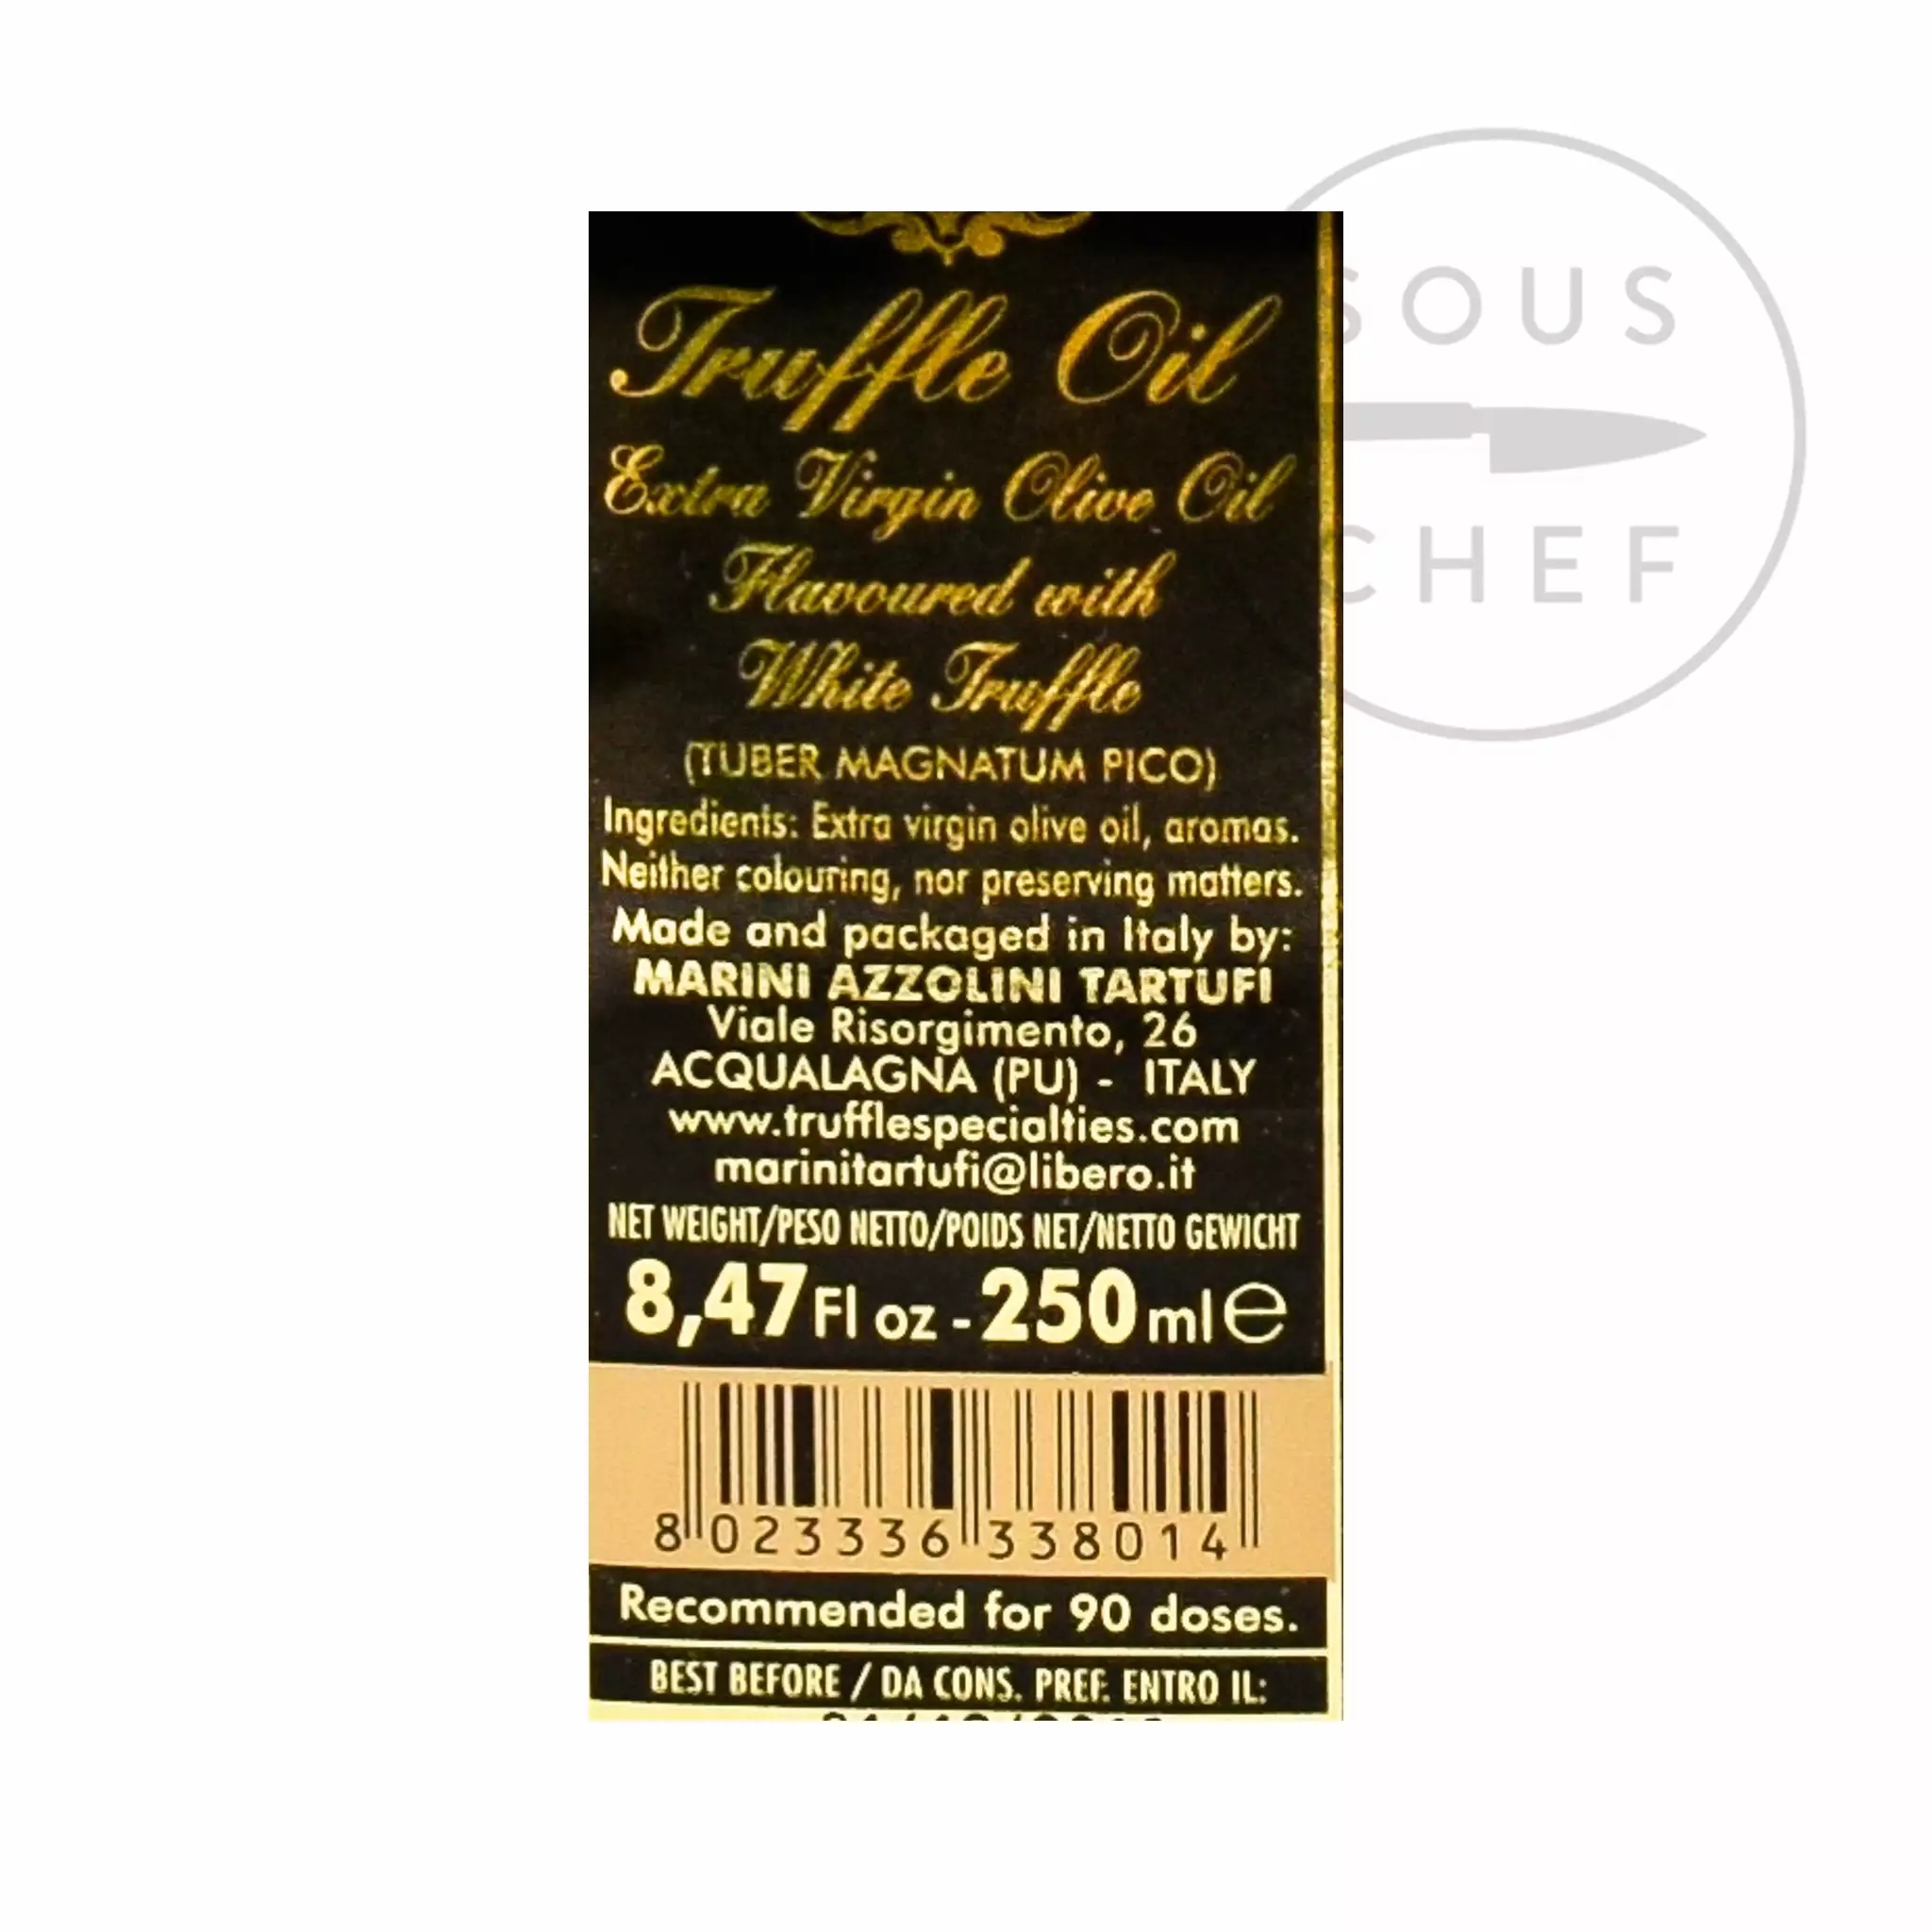 SOUS
CHEF
Truffle Oil
Extra Virgin Olive Oil
Flavoured with
White Truffle
(TUBER MAGNATUM PICO)
Ingredients: Extra virgin olive oil, aromas.
Neither colouring, nor preserving matters.
Made and packaged in Italy by:
MARINI AZZOLINI TARTUFI
Viale Risorgimento, 26
ACQUALAGNA (PU) - ITALY
www.trufflespecialties.com
marinitartufi@libero.it
NET WEIGHT/PESO NETTO/POIDS NET/NETTO GEWICHT
8,47 Fl oz - 250 ml e
8 023336 338014
Recommended for 90 doses.
BEST BEFORE / DA CONS. PREF. ENTRO IL: